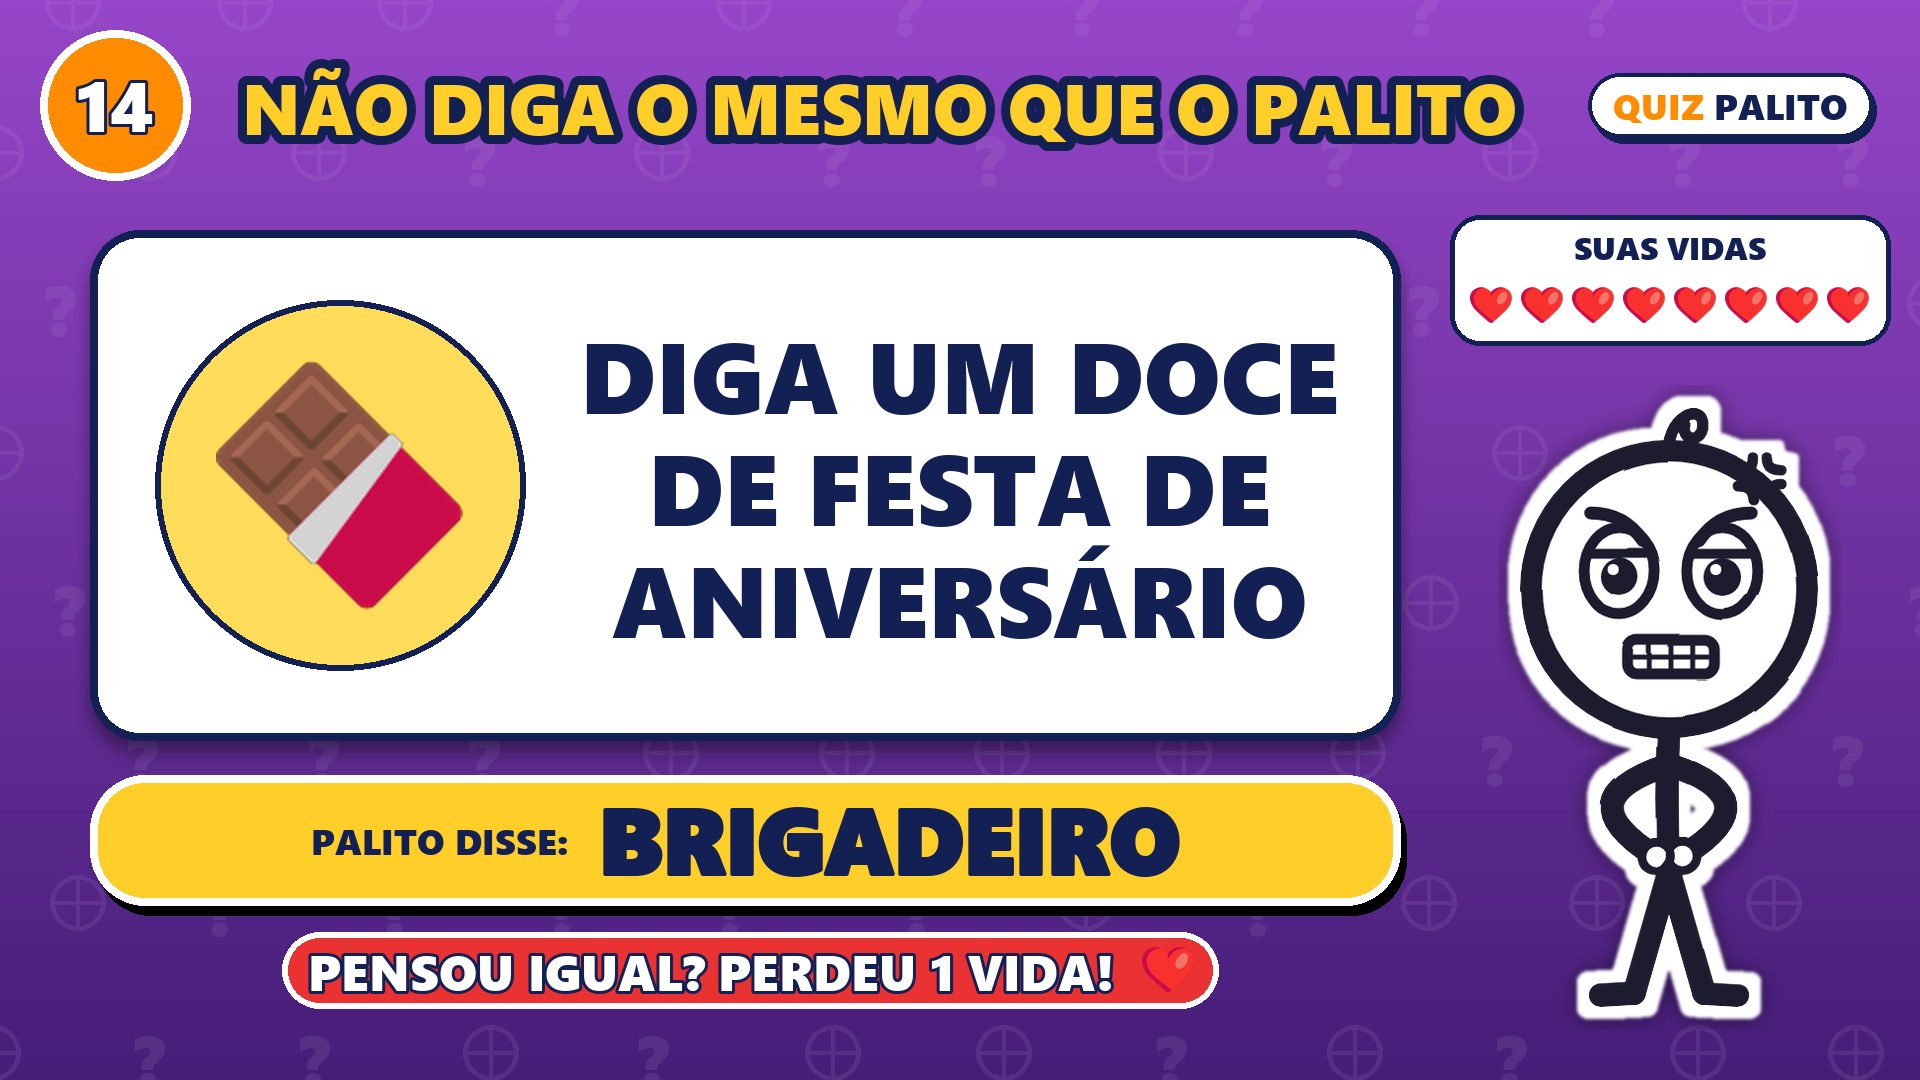 14
NÃO DIGA O MESMO QUE O PALITO
QUIZ PALITO
SUAS VIDAS
DIGA UM DOCE
DE FESTA DE
ANIVERSÁRIO
PALITO DISSE: BRIGADEIRO
PENSOU IGUAL? PERDEU 1 VIDA!